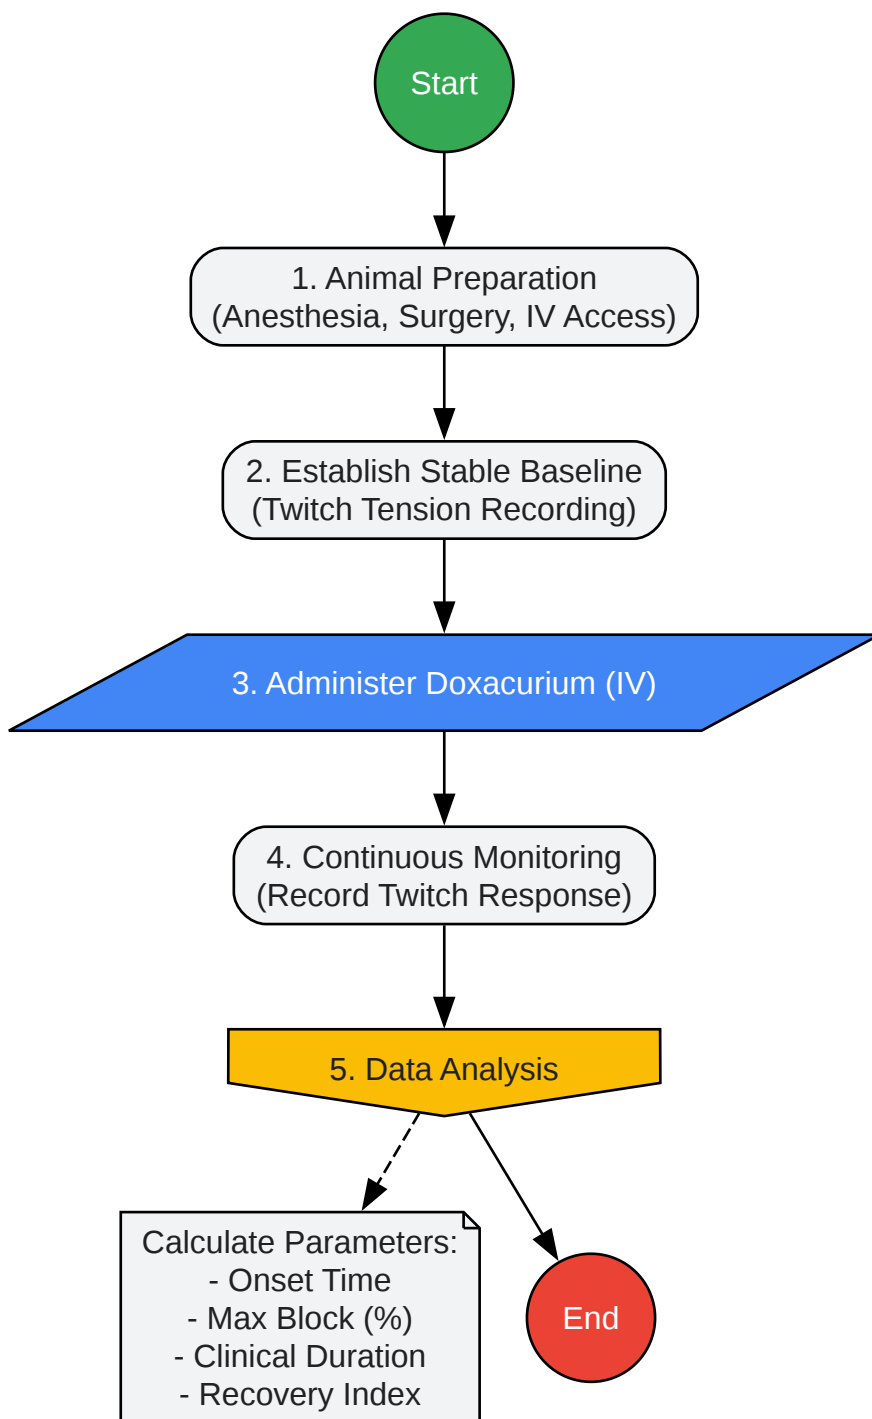 Start
1. Animal Preparation
(Anesthesia, Surgery, IV Access)
2. Establish Stable Baseline
(Twitch Tension Recording)
3. Administer Doxacurium (IV)
4. Continuous Monitoring
(Record Twitch Response)
5. Data Analysis
Calculate Parameters:
- Onset Time
- Max Block (%)
- Clinical Duration
- Recovery Index
End